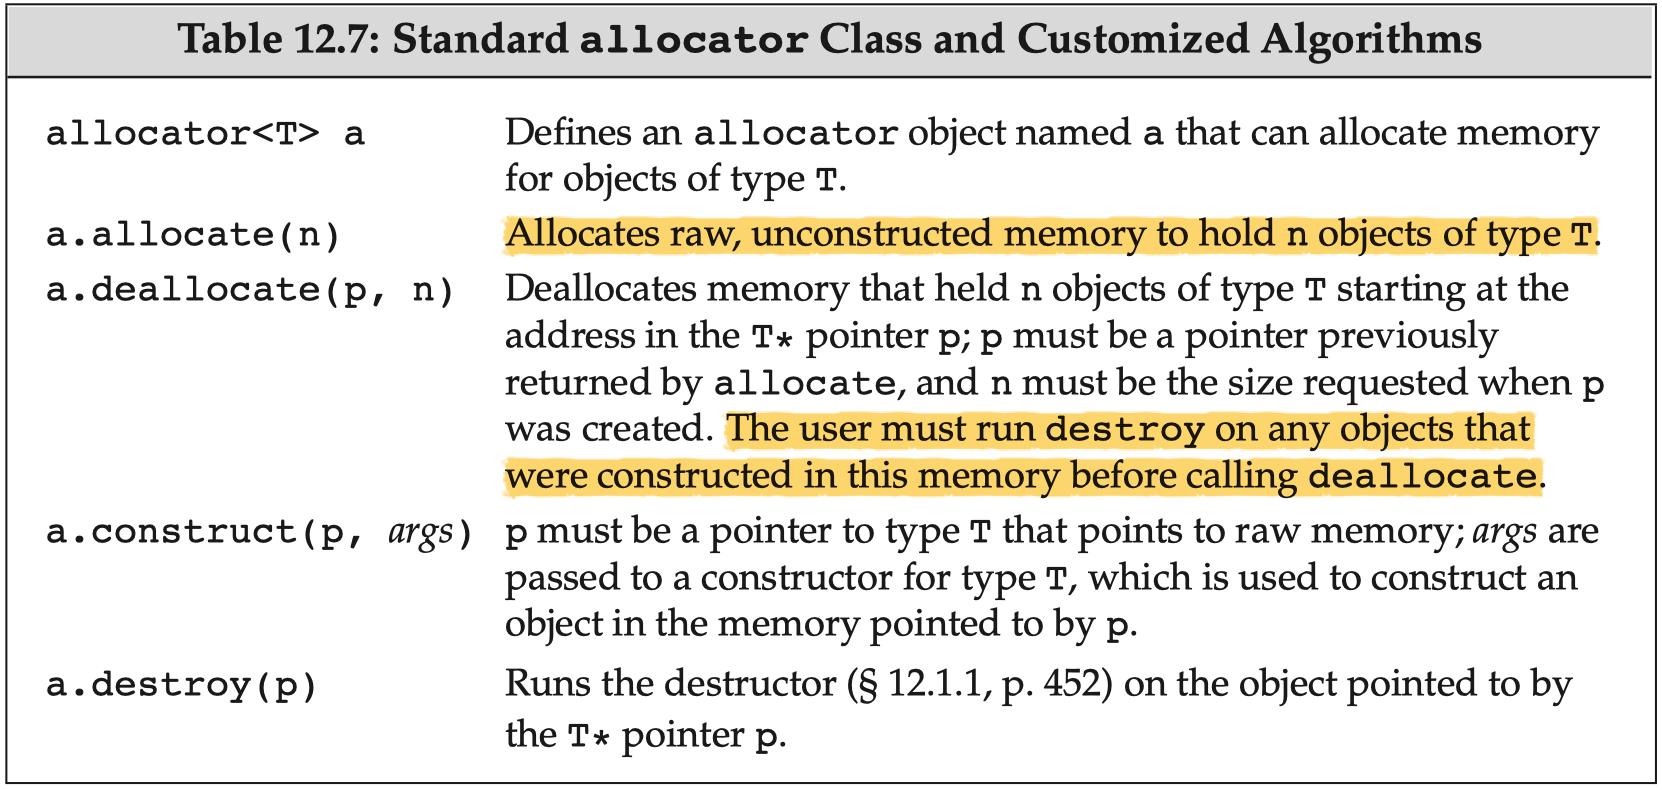 Table 12.7: Standard allocator Class and Customized Algorithms
allocator<T> a Defines an allocator object named a that can allocate memory
for objects of type T.
a.allocate(n) Allocates raw, unconstructed memory to hold n objects of type T.
a.deallocate(p, n) Deallocates memory that held n objects of type T starting at the
address in the T* pointer p; p must be a pointer previously
returned by allocate, and n must be the size requested when p
was created. The user must run destroy on any objects that
were constructed in this memory before calling deallocate.
a.construct(p, args) p must be a pointer to type T that points to raw memory; args are
passed to a constructor for type T, which is used to construct an
object in the memory pointed to by p.
a.destroy(p) Runs the destructor (§ 12.1.1, p. 452) on the object pointed to by
the T* pointer p.